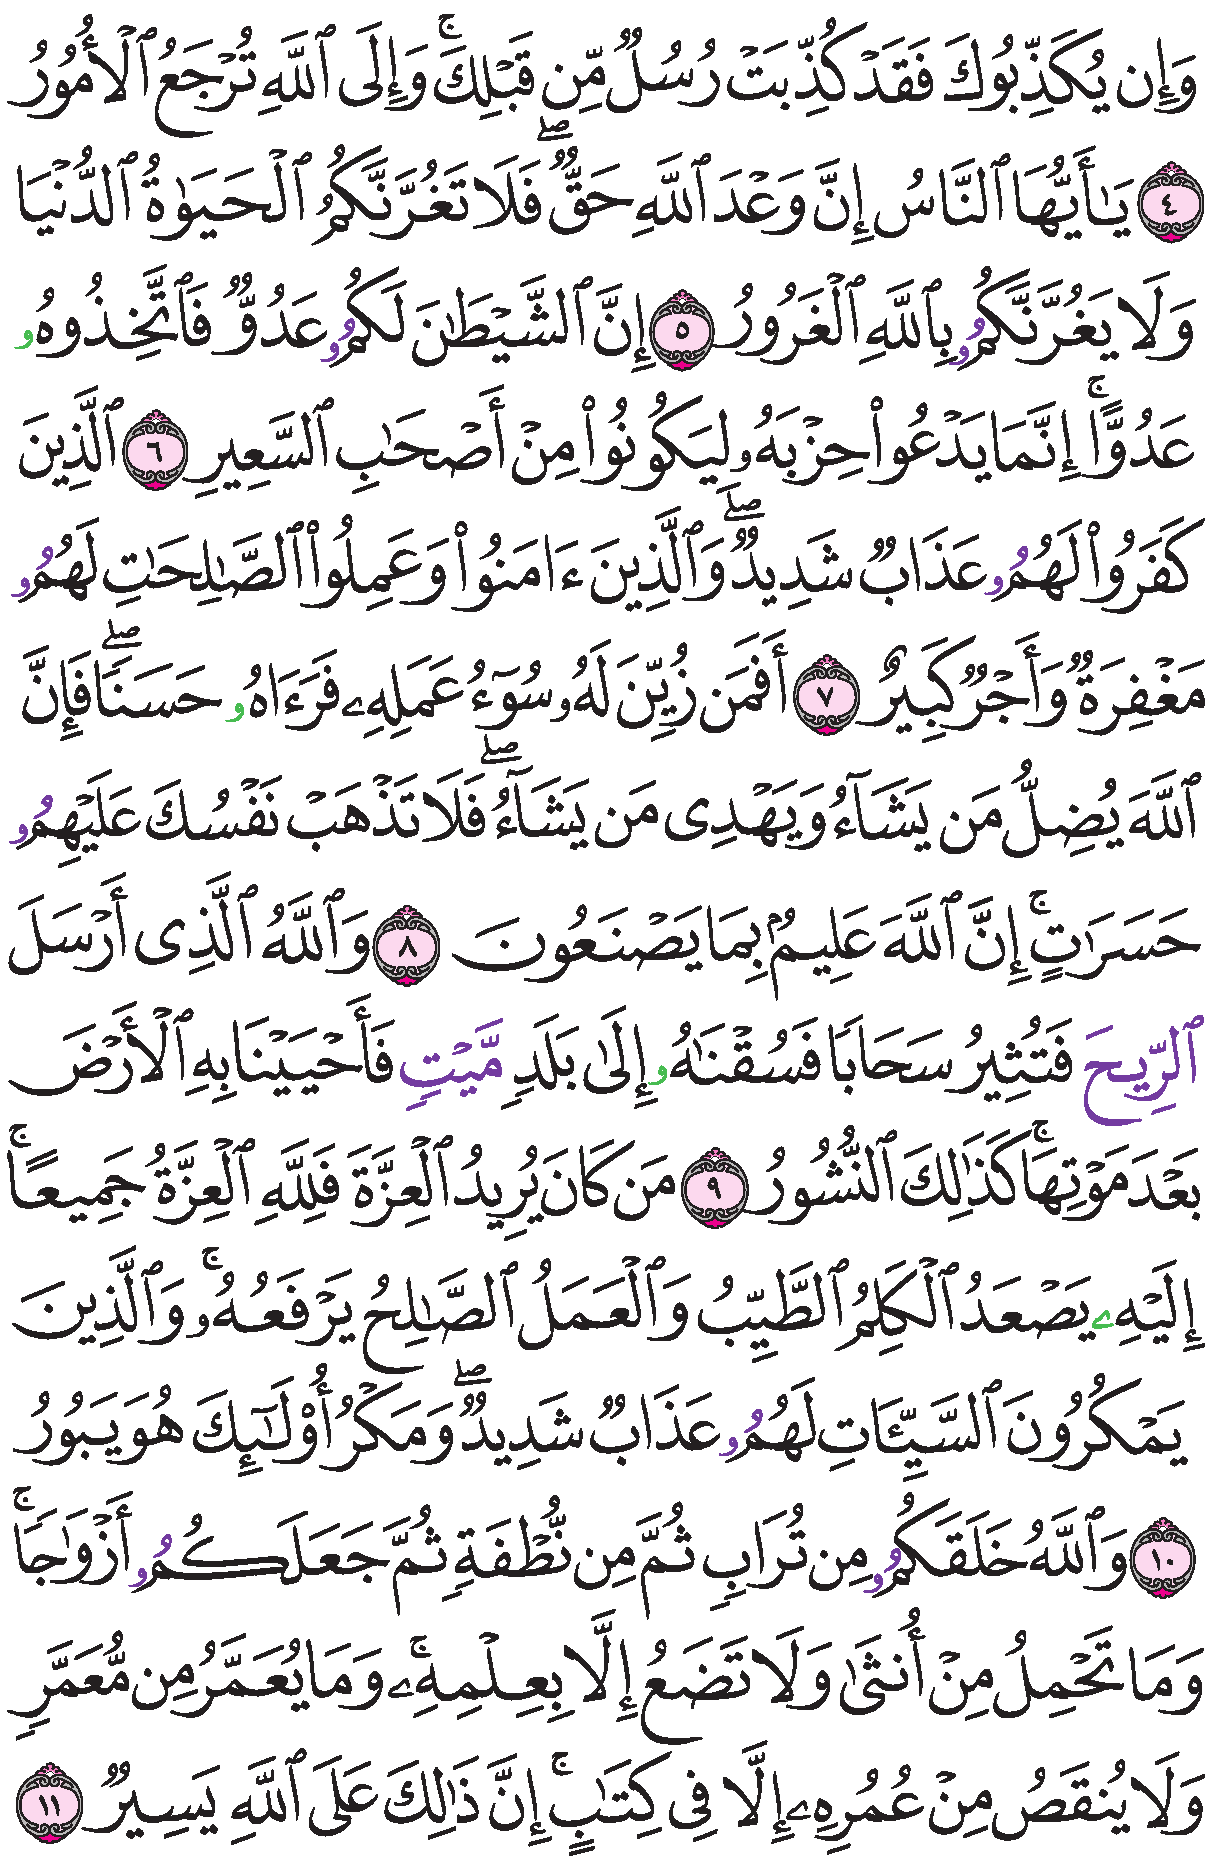 وَإِن يُكَذِّبُوكَ فَقَدْ كُذِّبَتْ رُسُلٌ مِّن قَبْلِكَ ۚ وَإِلَى ٱللَّهِ تُرْجَعُ ٱلْأُمُورُ
٤ يَـٰٓأَيُّهَا ٱلنَّاسُ إِنَّ وَعْدَ ٱللَّهِ حَقٌّ ۖ فَلَا تَغُرَّنَّكُمُ ٱلْحَيَوٰةُ ٱلدُّنْيَا
وَلَا يَغُرَّنَّكُمُۥ بِٱللَّهِ ٱلْغَرُورُ ٥ إِنَّ ٱلشَّيْطَـٰنَ لَكُمُۥ عَدُوٌّ فَٱتَّخِذُوهُۥ
عَدُوًّا ۚ إِنَّمَا يَدْعُوا۟ حِزْبَهُۥ لِيَكُونُوا۟ مِنْ أَصْحَـٰبِ ٱلسَّعِيرِ ٦ ٱلَّذِينَ
كَفَرُوا۟ لَهُمُۥ عَذَابٌ شَدِيدٌ ۖ وَٱلَّذِينَ ءَامَنُوا۟ وَعَمِلُوا۟ ٱلصَّـٰلِحَـٰتِ لَهُمُۥ
مَغْفِرَةٌ وَأَجْرٌ كَبِيرٌ ٧ أَفَمَن زُيِّنَ لَهُۥ سُوٓءُ عَمَلِهِۦ فَرَءَاهُۥ حَسَنًا ۖ فَإِنَّ
ٱللَّهَ يُضِلُّ مَن يَشَآءُ وَيَهْدِى مَن يَشَآءُ ۖ فَلَا تَذْهَبْ نَفْسُكَ عَلَيْهِمُۥ
حَسَرَٰتٍ ۚ إِنَّ ٱللَّهَ عَلِيمٌۢ بِمَا يَصْنَعُونَ ٨ وَٱللَّهُ ٱلَّذِى أَرْسَلَ
ٱلرِّيحَ فَتُثِيرُ سَحَابًا فَسُقْنَـٰهُۥ إِلَىٰ بَلَدٍ مَّيْتٍ فَأَحْيَيْنَا بِهِ ٱلْأَرْضَ
بَعْدَ مَوْتِهَا ۚ كَذَٰلِكَ ٱلنُّشُورُ ٩ مَن كَانَ يُرِيدُ ٱلْعِزَّةَ فَلِلَّهِ ٱلْعِزَّةُ جَمِيعًا ۚ
إِلَيْهِۦ يَصْعَدُ ٱلْكَلِمُ ٱلطَّيِّبُ وَٱلْعَمَلُ ٱلصَّـٰلِحُ يَرْفَعُهُۥ ۚ وَٱلَّذِينَ
يَمْكُرُونَ ٱلسَّيِّـَٔاتِ لَهُمُۥ عَذَابٌ شَدِيدٌ ۖ وَمَكْرُ أُو۟لَـٰٓئِكَ هُوَ يَبُورُ
١٠ وَٱللَّهُ خَلَقَكُمُۥ مِن تُرَابٍ ثُمَّ مِن نُّطْفَةٍ ثُمَّ جَعَلَكُمُۥ أَزْوَٰجًا ۚ
وَمَا تَحْمِلُ مِنْ أُنثَىٰ وَلَا تَضَعُ إِلَّا بِعِلْمِهِۦ ۚ وَمَا يُعَمَّرُ مِن مُّعَمَّرٍ
وَلَا يُنقَصُ مِنْ عُمُرِهِۦ إِلَّا فِى كِتَـٰبٍ ۚ إِنَّ ذَٰلِكَ عَلَى ٱللَّهِ يَسِيرٌ ١١